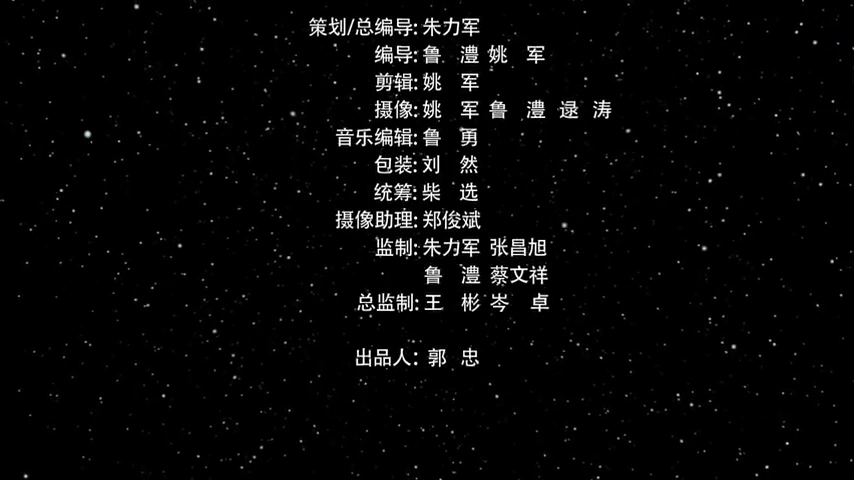 策划/总编导: 朱力军
编导: 鲁 澧 姚 军
剪辑: 姚 军
摄像: 姚 军 鲁 澧 逯 涛
音乐编辑: 鲁 勇
包装: 刘 然
统筹: 柴 选
摄像助理: 郑俊斌
监制: 朱力军 张昌旭
鲁 澧 蔡文祥
总监制: 王 彬 岑 卓
出品人: 郭 忠